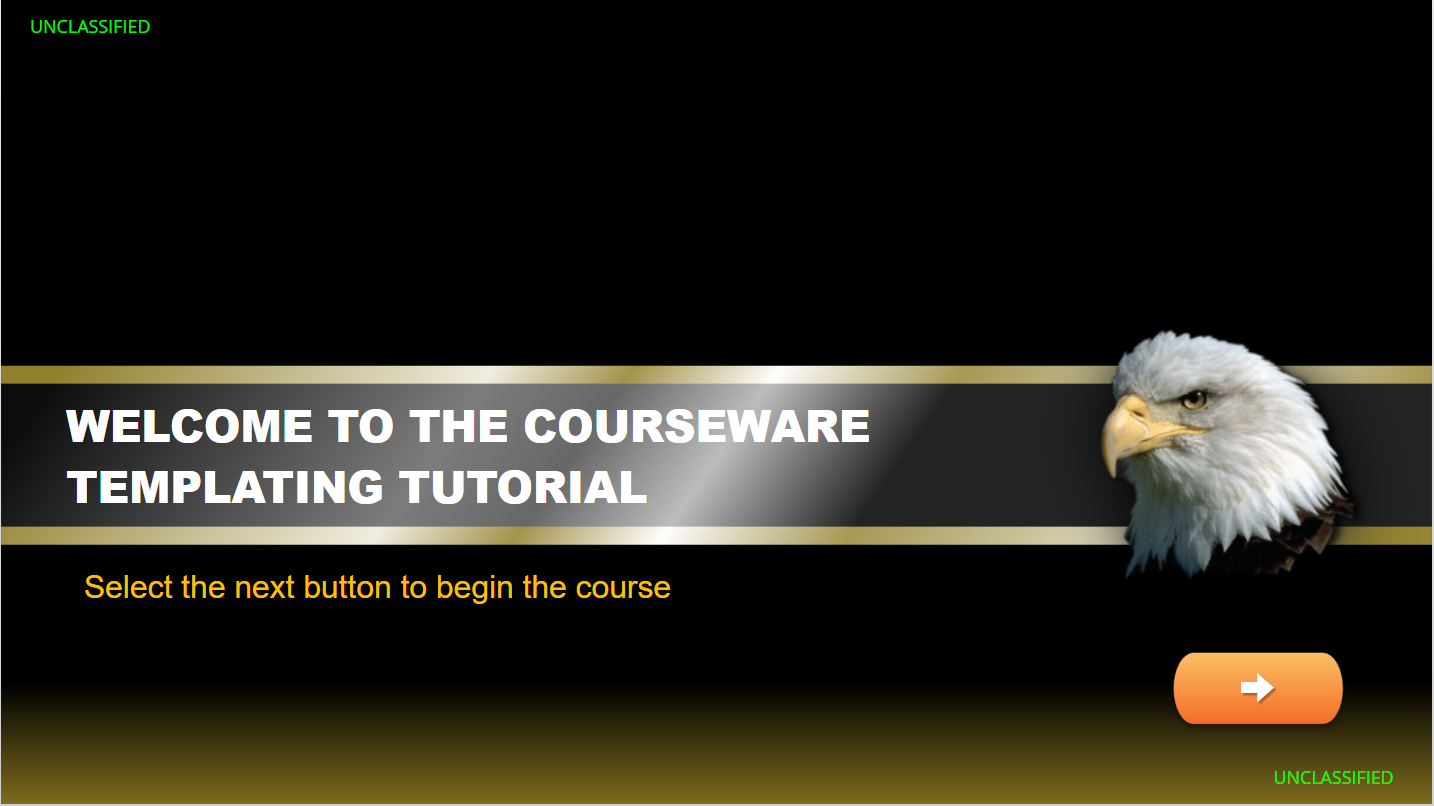 UNCLASSIFIED
WELCOME TO THE COURSEWARE
TEMPLATING TUTORIAL
Select the next button to begin the course
UNCLASSIFIED